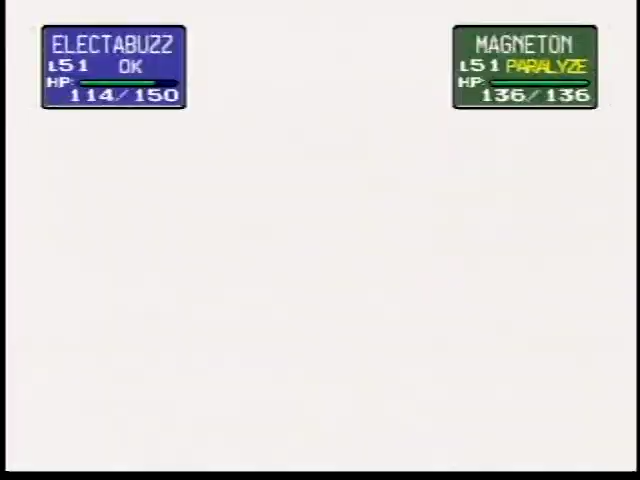 ELECTABUZZ
L51 OK
HP:
114/150
MAGNETON
L51 PARALYZE
HP:
136/136